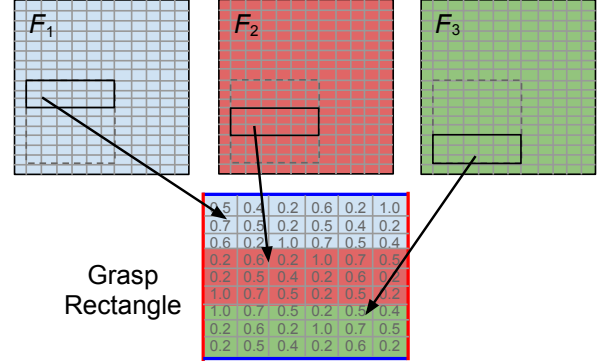 F1 F2 F3
0.5 0.4 0.2 0.6 0.2 1.0
0.7 0.5 0.2 0.5 0.4 0.2
0.6 0.2 1.0 0.7 0.5 0.4
0.2 0.6 0.2 1.0 0.7 0.5
0.2 0.5 0.4 0.2 0.6 0.2
1.0 0.7 0.5 0.2 0.5 0.2
1.0 0.7 0.5 0.2 0.5 0.4
0.2 0.6 0.2 1.0 0.7 0.5
0.2 0.5 0.4 0.2 0.6 0.2
Grasp
Rectangle